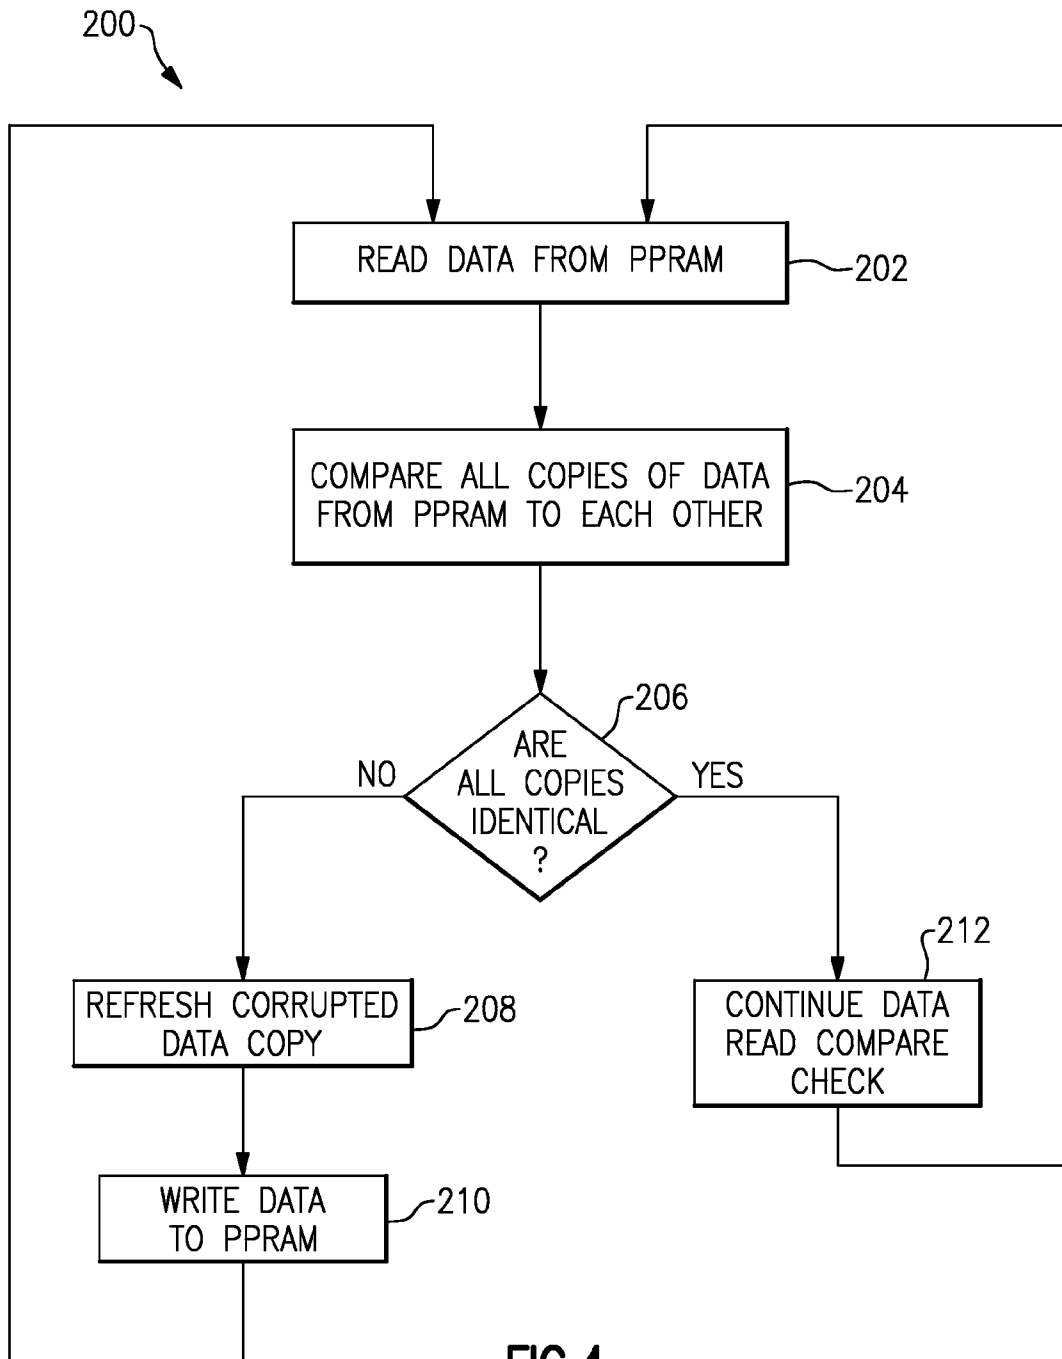 200
READ DATA FROM PPRAM
202
COMPARE ALL COPIES OF DATA
FROM PPRAM TO EACH OTHER
204
206
ARE
ALL COPIES
IDENTICAL
?
NO
YES
212
REFRESH CORRUPTED
DATA COPY
208
CONTINUE DATA
READ COMPARE
CHECK
WRITE DATA
TO PPRAM
210